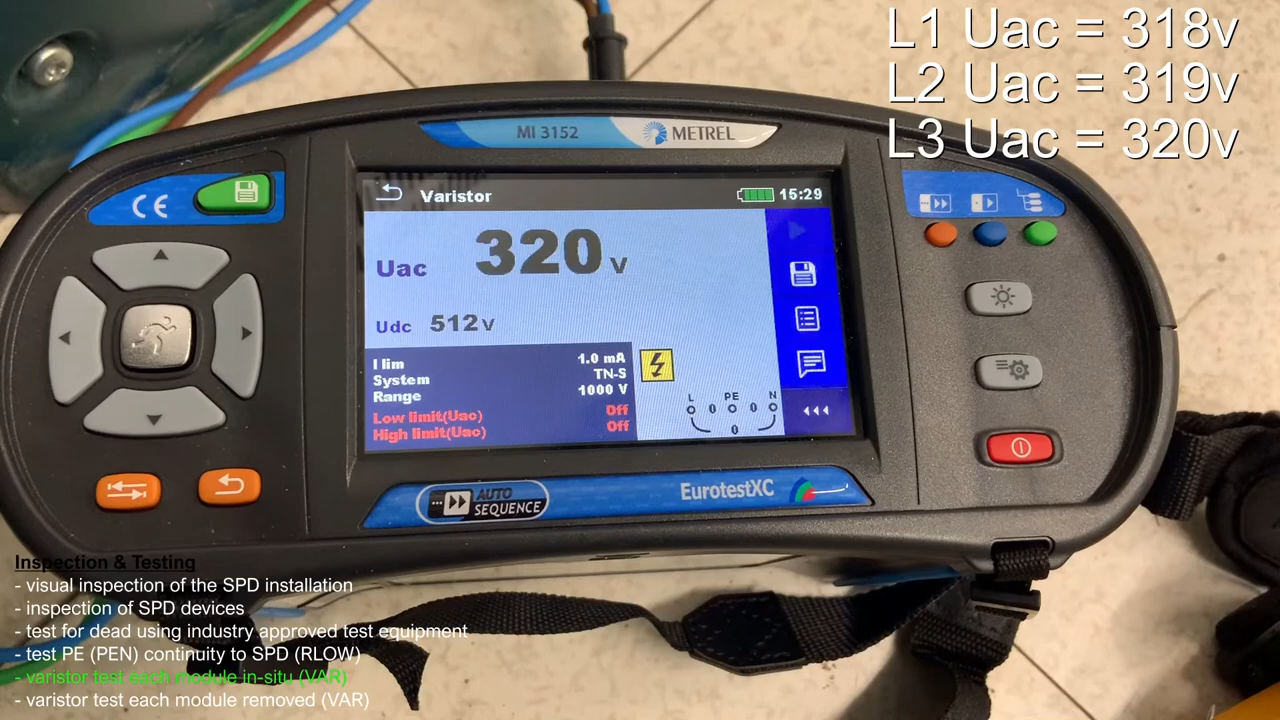 L1 Uac = 318v
L2 Uac = 319v
L3 Uac = 320v
MI 3152 METREL
CE
Varistor 15:29
Uac 320 V
Udc 512 V
I lim 1.0 mA
System TN-S
Range 1000 V
Low limit(Uac) Off
High limit(Uac) Off
L PE N
AUTO
SEQUENCE
EurotestXC
Inspection & Testing
- visual inspection of the SPD installation
- inspection of SPD devices
- test for dead using industry approved test equipment
- test PE (PEN) continuity to SPD (RLOW)
- varistor test each module in-situ (VAR)
- varistor test each module removed (VAR)